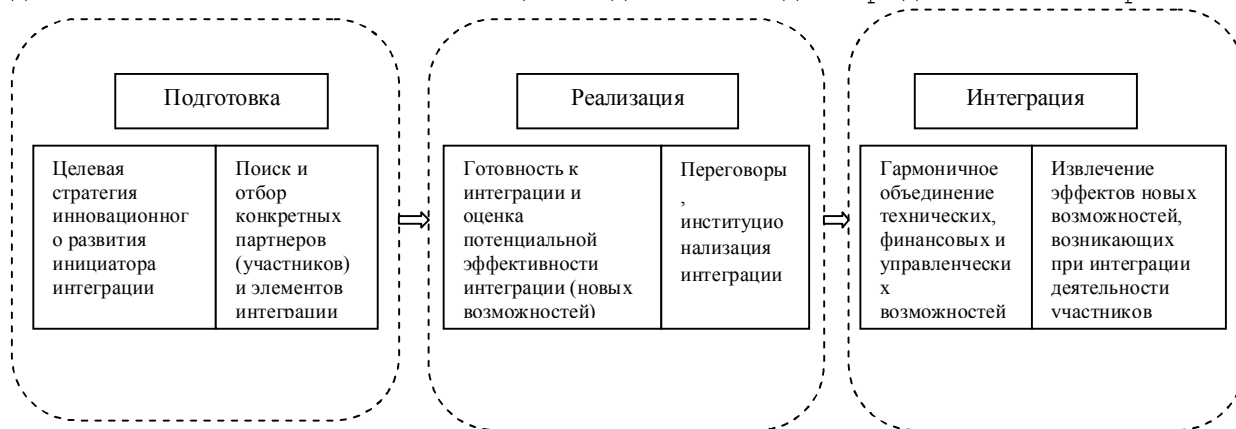 Подготовка
Целевая
стратегия
инновационног
о развития
инициатора
интеграции
Поиск и
отбор
конкретных
партнеров
(участников)
и элементов
интеграции
Реализация
Готовность к
интеграции и
оценка
потенциальной
эффективности
интеграции (новых
возможностей)
Переговоры
,
институцио
нализация
интеграции
Интеграция
Гармоничное
объединение
технических,
финансовых и
управленчески
х
возможностей
Извлечение
эффектов новых
возможностей,
возникающих
при интеграции
деятельности
участников